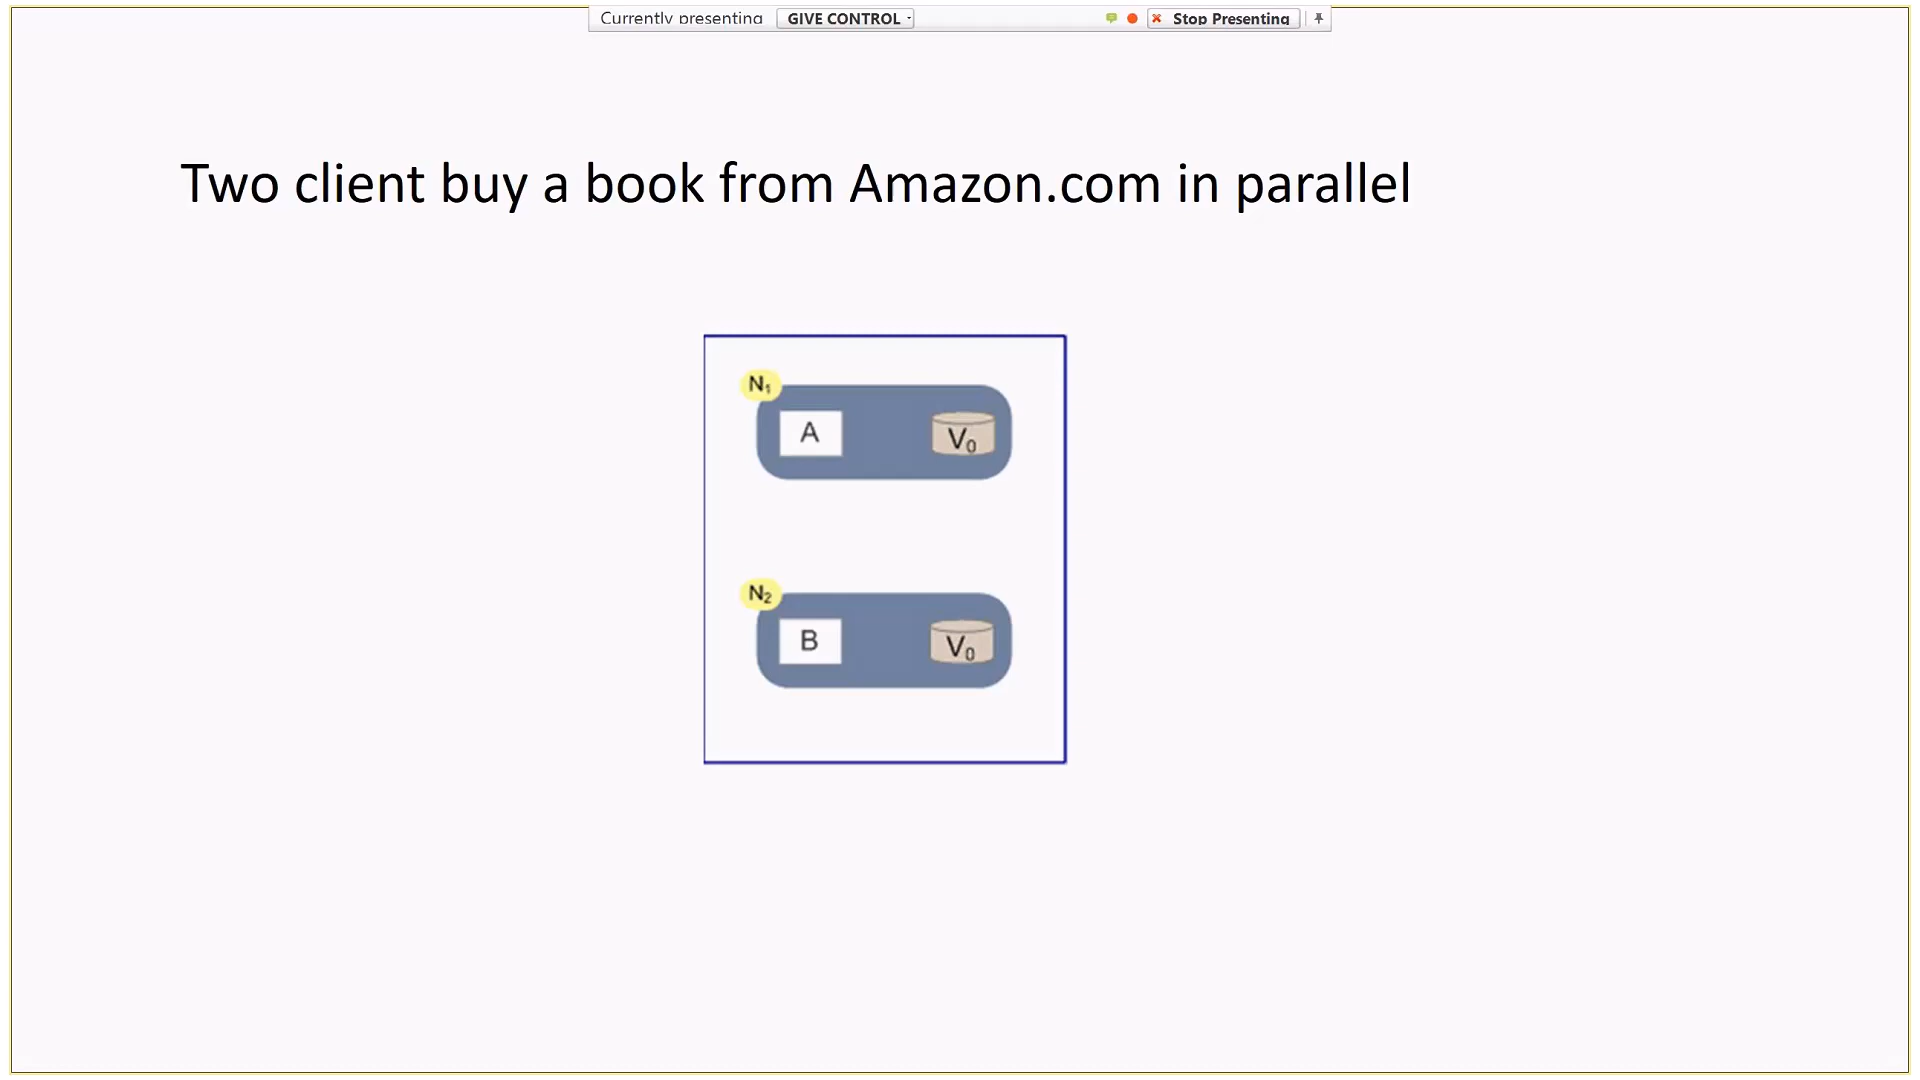 Currently presenting GIVE CONTROL Stop Presenting
Two client buy a book from Amazon.com in parallel
N₁
A V₀
N₂
B V₀